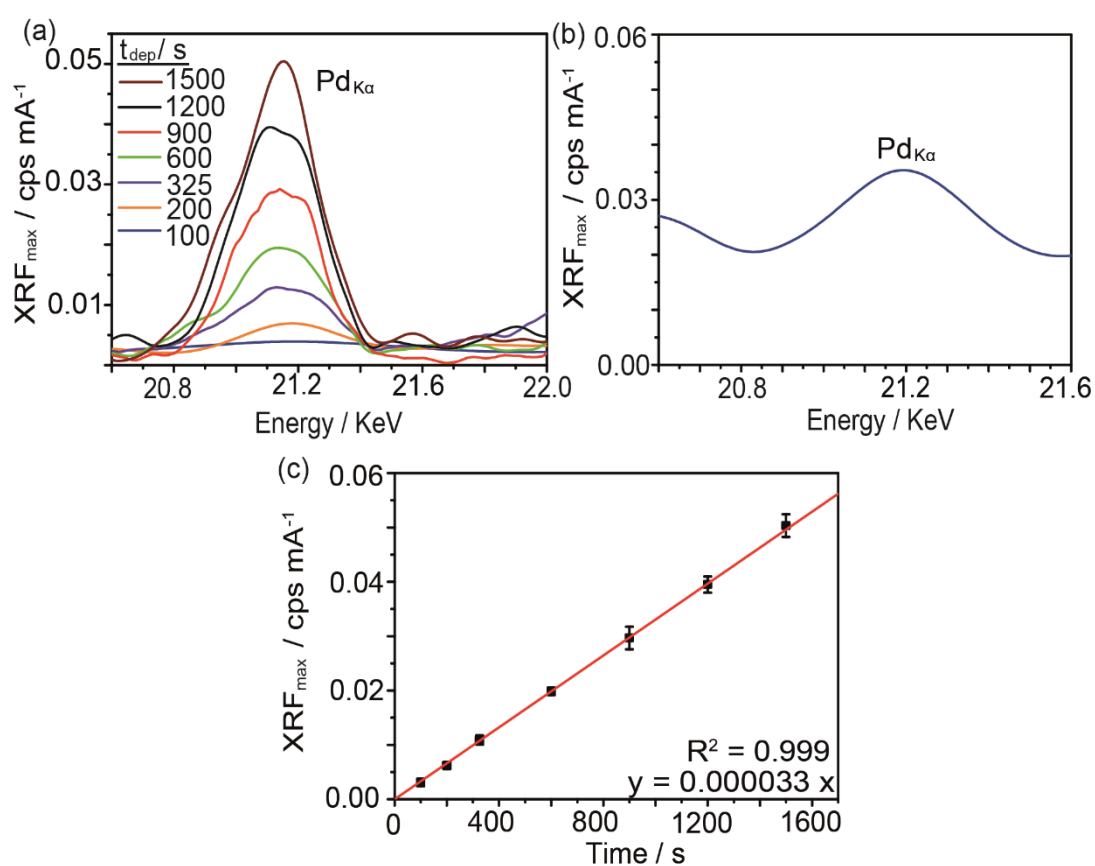 (a)
t_dep / s
1500
1200
900
600
325
200
100
Pd_Kα
0.05
0.03
0.01
XRF_max / cps mA⁻¹
20.8 21.2 21.6 22.0
Energy / KeV
(b)
Pd_Kα
0.06
0.03
0.00
XRF_max / cps mA⁻¹
20.8 21.2 21.6
Energy / KeV
(c)
0.06
0.04
0.02
0.00
XRF_max / cps mA⁻¹
R² = 0.999
y = 0.000033 x
0 400 800 1200 1600
Time / s